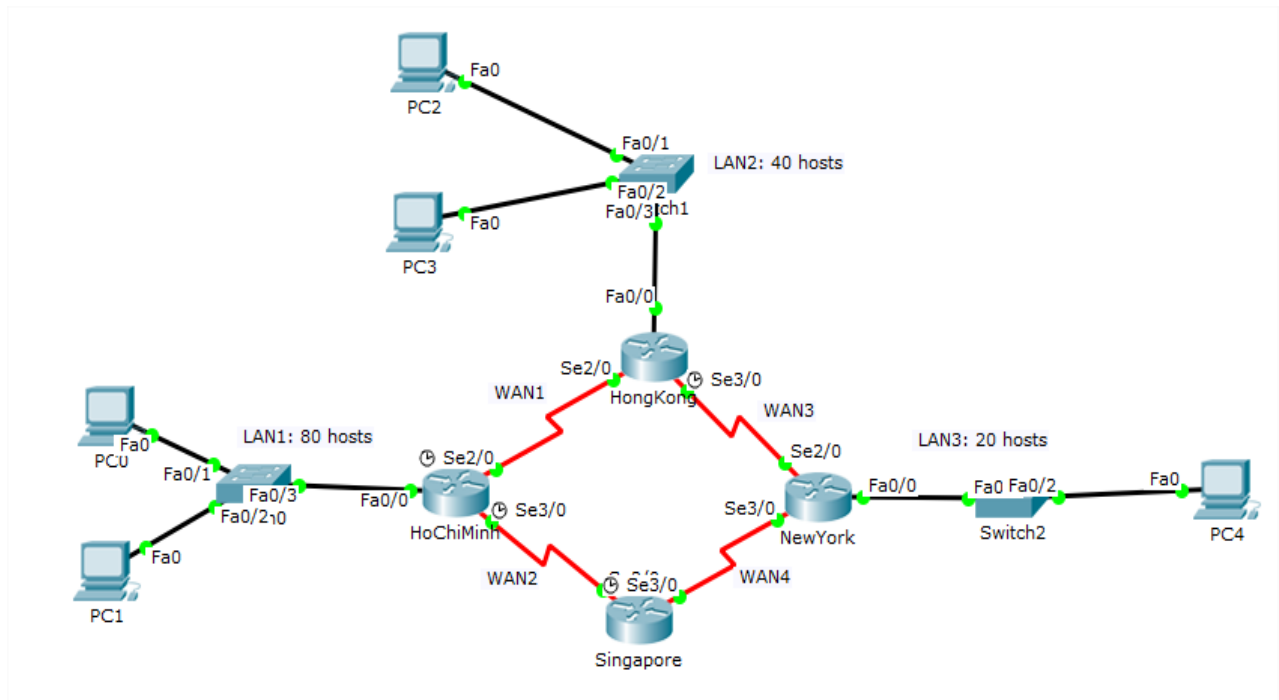 Fa0
PC2
Fa0/1
LAN2: 40 hosts
Fa0/2
Fa0/3
ch1
Fa0
PC3
Fa0/0
Se2/0
HongKong
Se3/0
WAN1
WAN3
LAN1: 80 hosts
LAN3: 20 hosts
Fa0
PC0
Fa0/1
Fa0/3
Fa0/2
Fa0/0
Se2/0
HoChiMinh
Se3/0
Se2/0
Fa0/0
Se3/0
NewYork
Fa0
Fa0/2
Switch2
Fa0
PC4
Fa0
PC1
WAN2
Se3/0
WAN4
Singapore